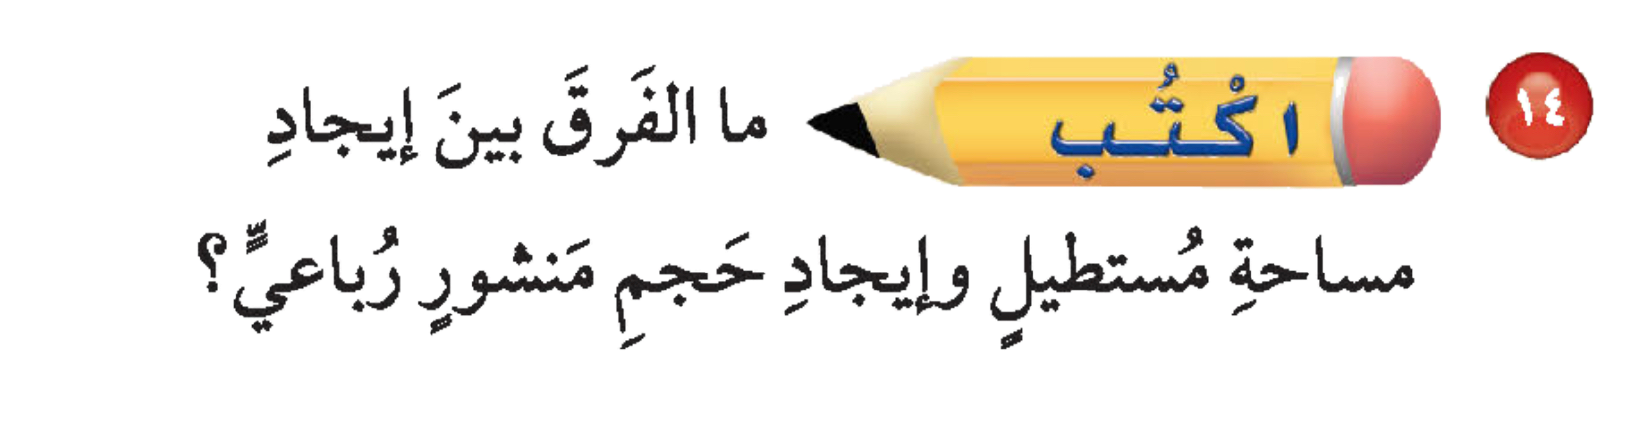 ١٤ اكْتُب ما الفَرقَ بينَ إيجادِ
مساحةِ مُستطيلٍ وإيجادِ حَجمِ مَنشورٍ رُباعيٍّ؟